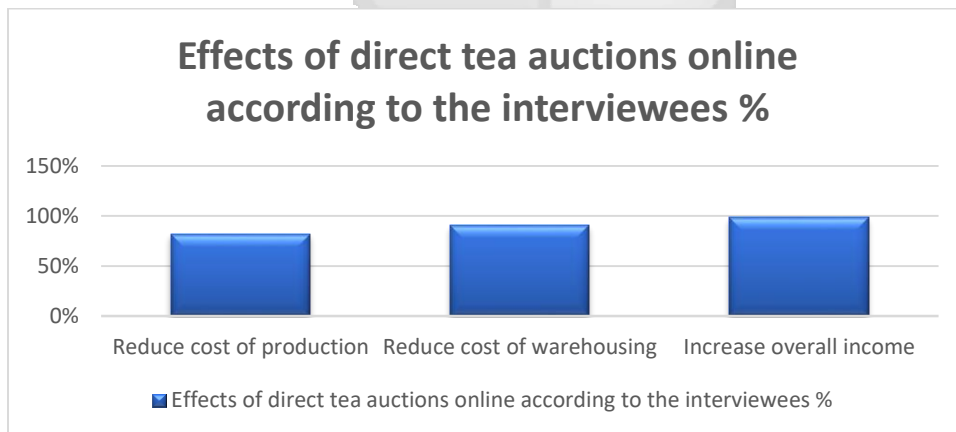 Effects of direct tea auctions online
according to the interviewees %
150%
100%
50%
0%
Reduce cost of production Reduce cost of warehousing Increase overall income
Effects of direct tea auctions online according to the interviewees %